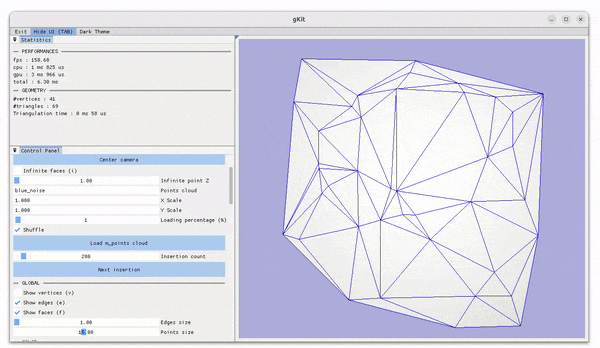 gKit
Exit Hide UI (TAB) Dark Theme
Statistics
PERFORMANCES
fps : 158.68
cpu : 1 ms 825 us
gpu : 3 ms 966 us
total : 6.30 ms
GEOMETRY
#vertices : 41
#triangles : 69
Triangulation time : 0 ms 58 us
Control Panel
Center camera
Infinite faces (i)
1.00 Infinite point Z
blue_noise Points cloud
1.000 X Scale
1.000 Y Scale
1 Loading percentage (%)
Shuffle
Load m_points cloud
200 Insertion count
Next insertion
GLOBAL
Show vertices (v)
Show edges (e)
Show faces (f)
1.00 Edges size
Points size